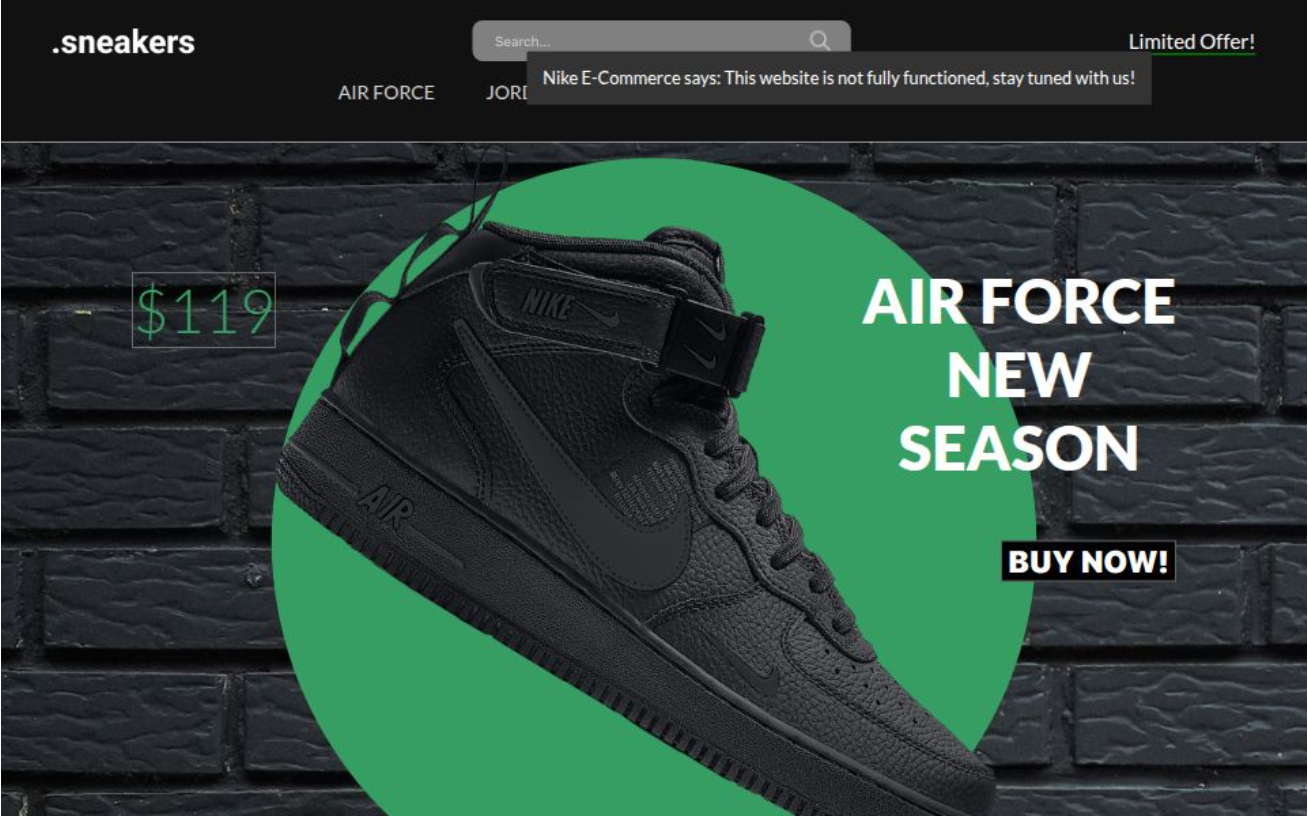 .sneakers
Search...
Limited Offer!
Nike E-Commerce says: This website is not fully functioned, stay tuned with us!
AIR FORCE
JORD
$119
AIR FORCE
NEW
SEASON
NIKE
AIR
BUY NOW!